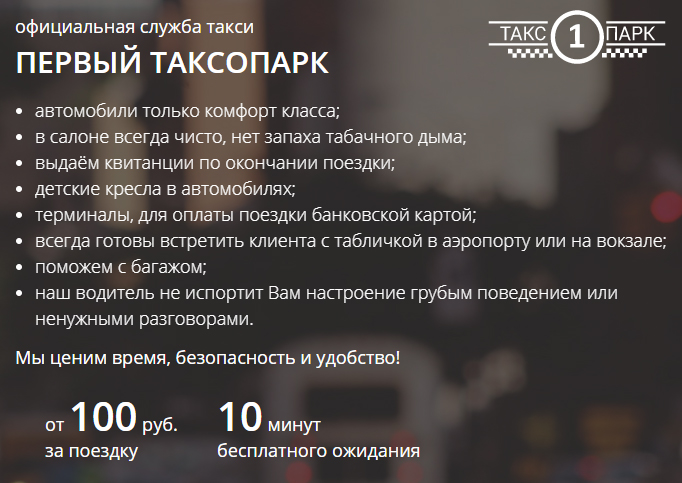 официальная служба такси
ТАКС 1 ПАРК
ПЕРВЫЙ ТАКСОПАРК
• автомобили только комфорт класса;
• в салоне всегда чисто, нет запаха табачного дыма;
• выдаём квитанции по окончании поездки;
• детские кресла в автомобилях;
• терминалы, для оплаты поездки банковской картой;
• всегда готовы встретить клиента с табличкой в аэропорту или на вокзале;
• поможем с багажом;
• наш водитель не испортит Вам настроение грубым поведением или
ненужными разговорами.
Мы ценим время, безопасность и удобство!
от 100 руб.
за поездку
10 минут
бесплатного ожидания